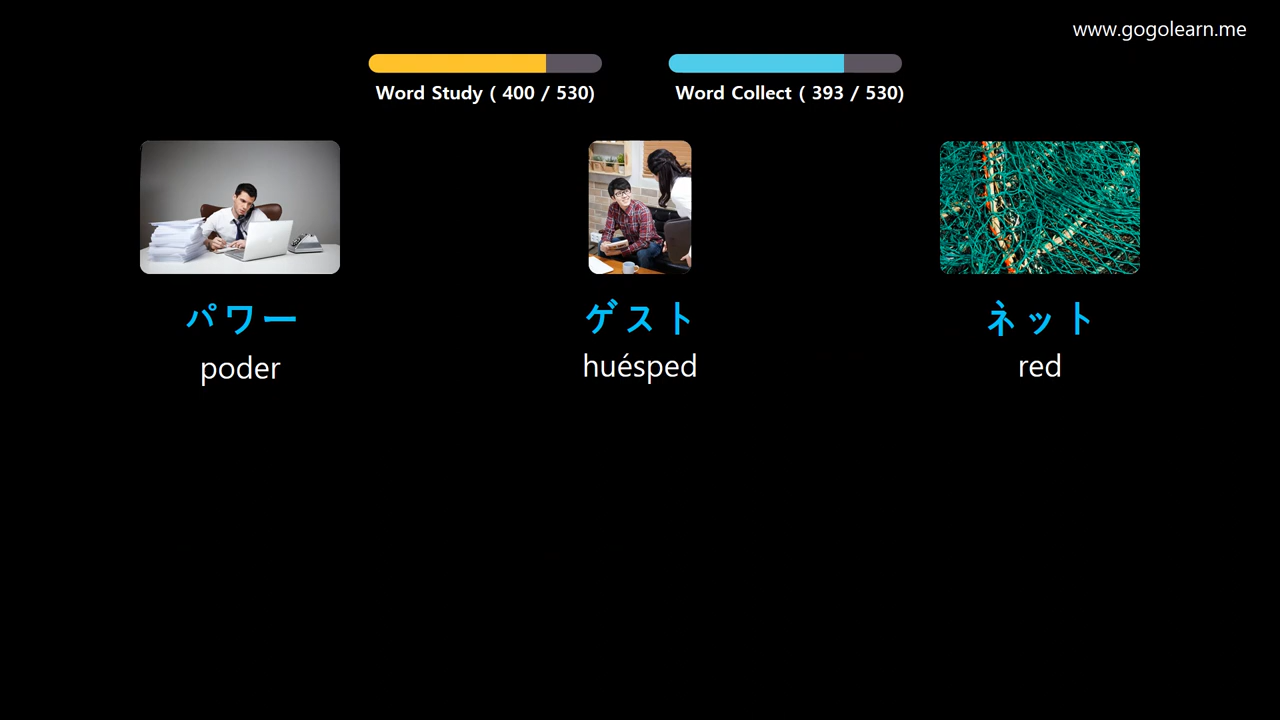 www.gogolearn.me
Word Study ( 400 / 530)
Word Collect ( 393 / 530)
パワー
ゲスト
ネット
poder
huésped
red